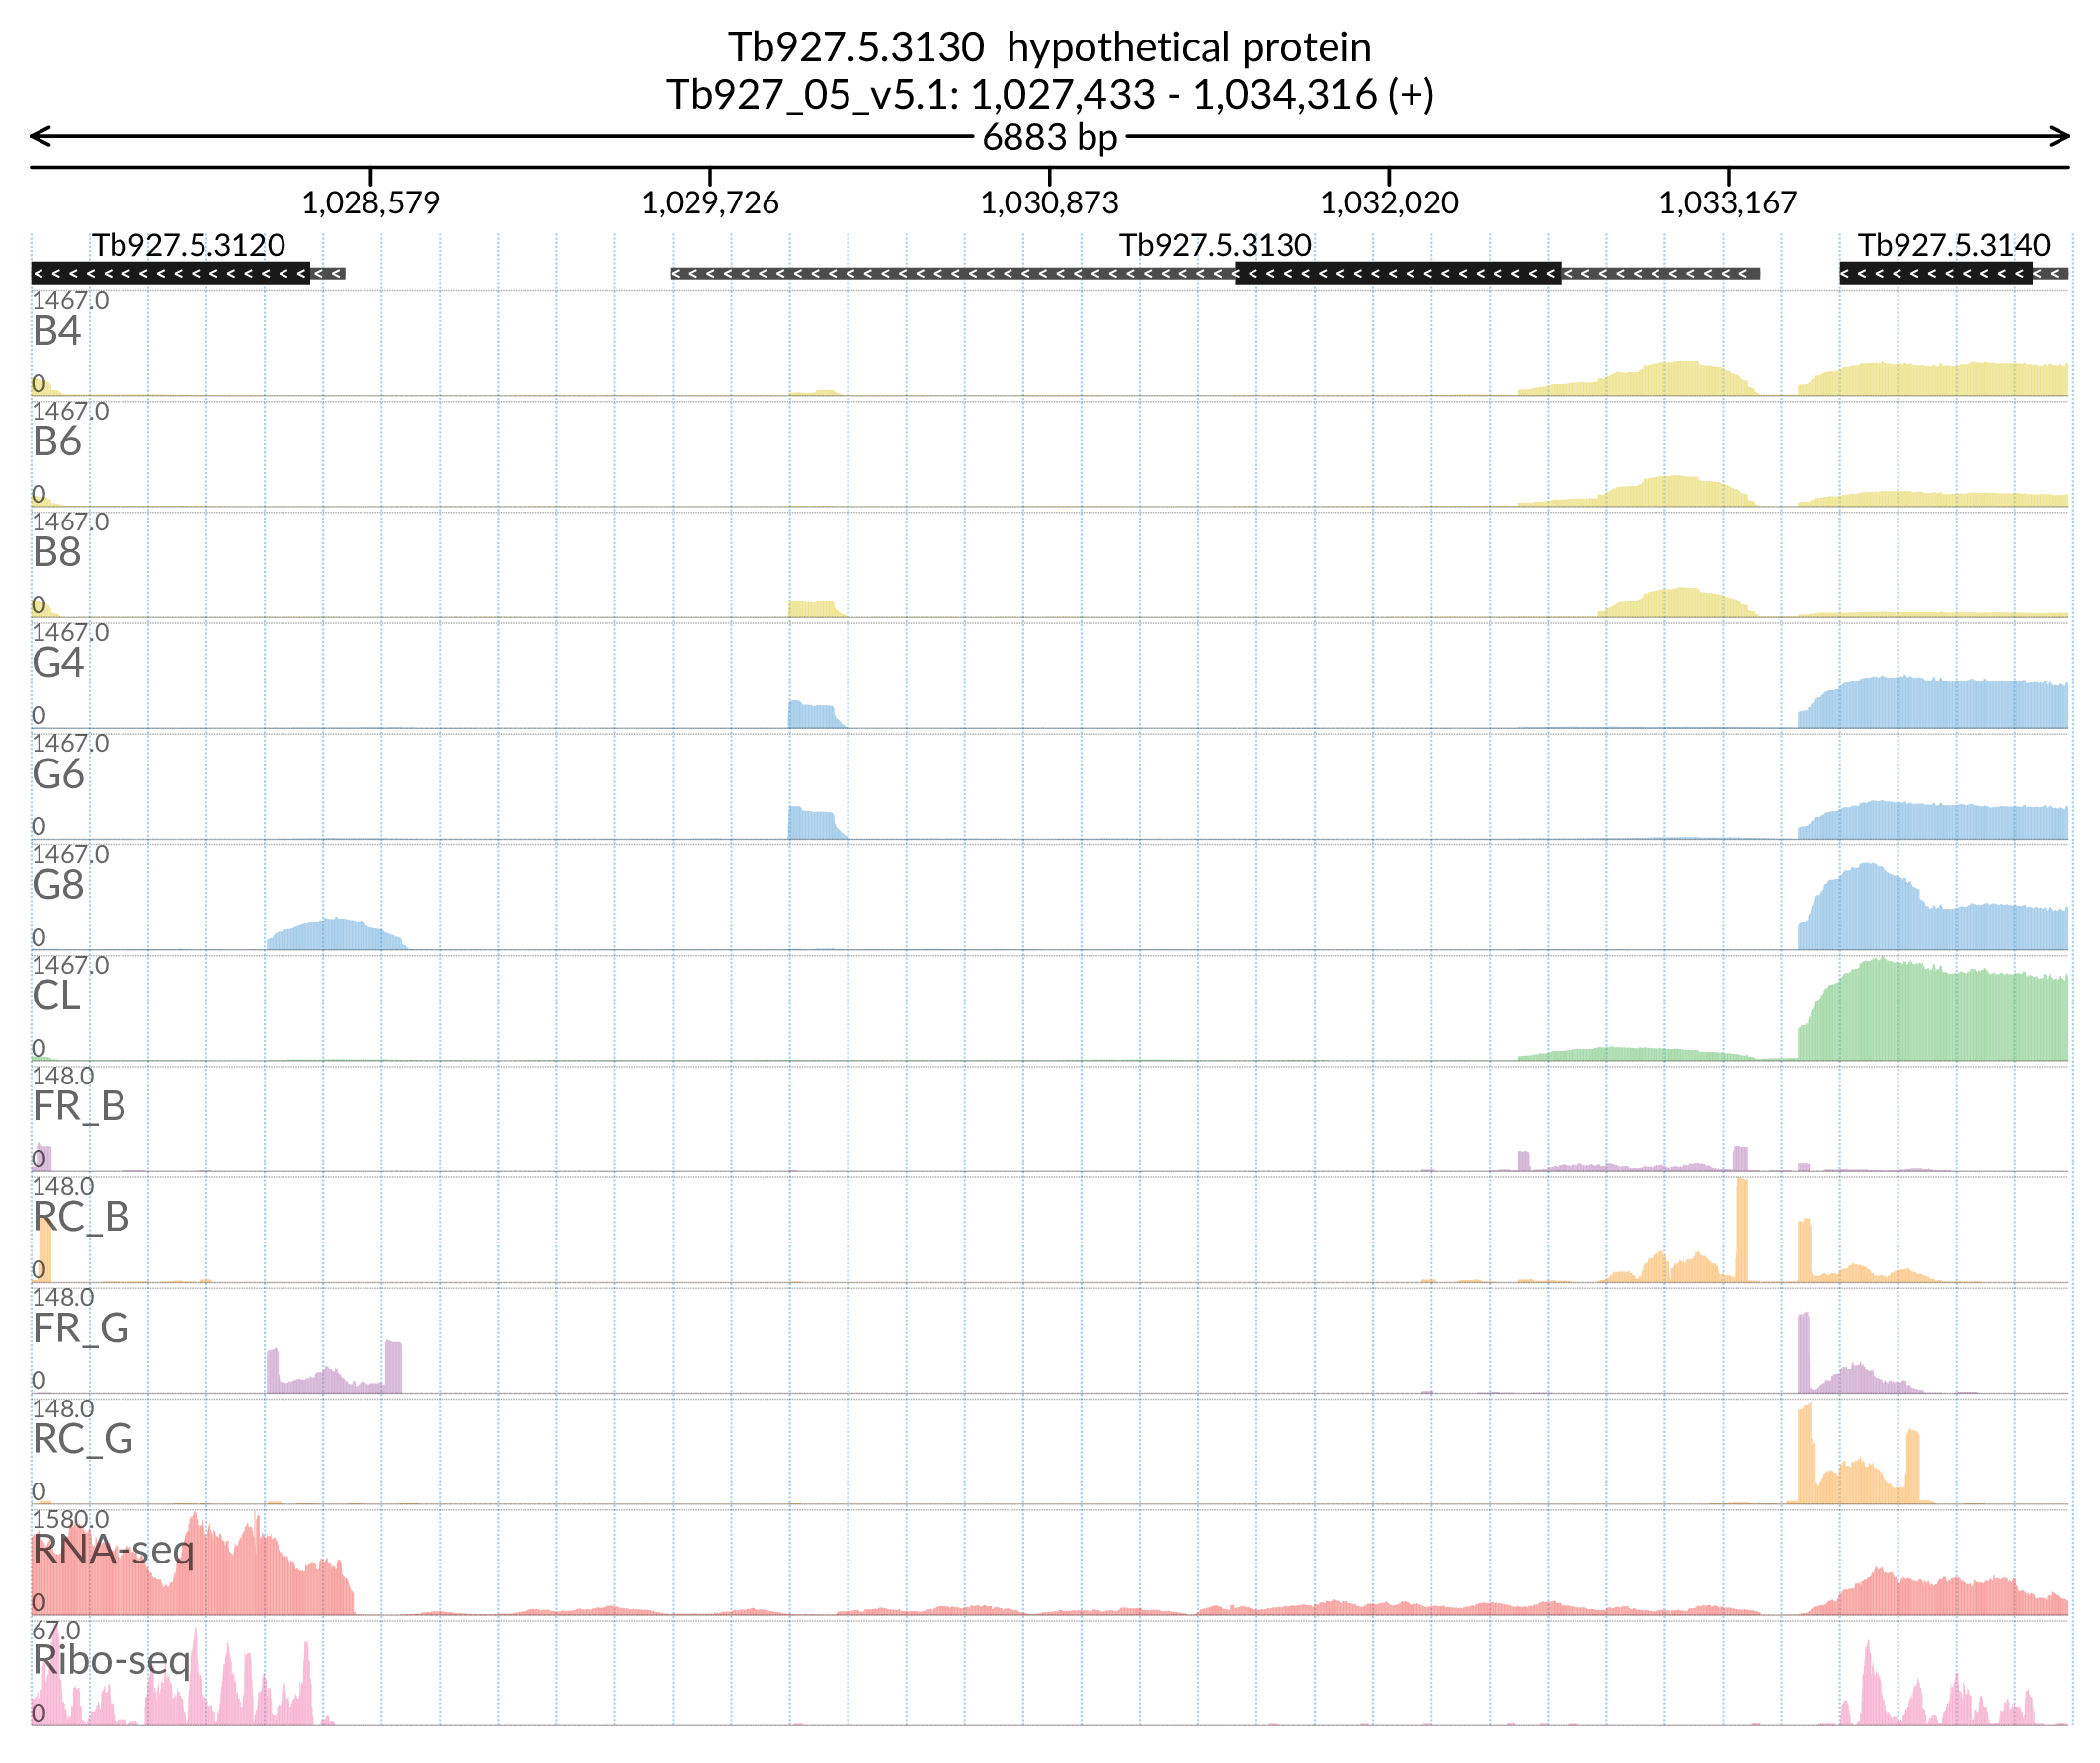 Tb927.5.3130 hypothetical protein
Tb927_05_v5.1: 1,027,433 - 1,034,316 (+)
6883 bp
1,028,579 1,029,726 1,030,873 1,032,020 1,033,167
Tb927.5.3120 Tb927.5.3130 Tb927.5.3140
1467.0
B4
0
1467.0
B6
0
1467.0
B8
0
1467.0
G4
0
1467.0
G6
0
1467.0
G8
0
1467.0
CL
0
148.0
FR_B
0
148.0
RC_B
0
148.0
FR_G
0
148.0
RC_G
0
1580.0
RNA-seq
0
67.0
Ribo-seq
0